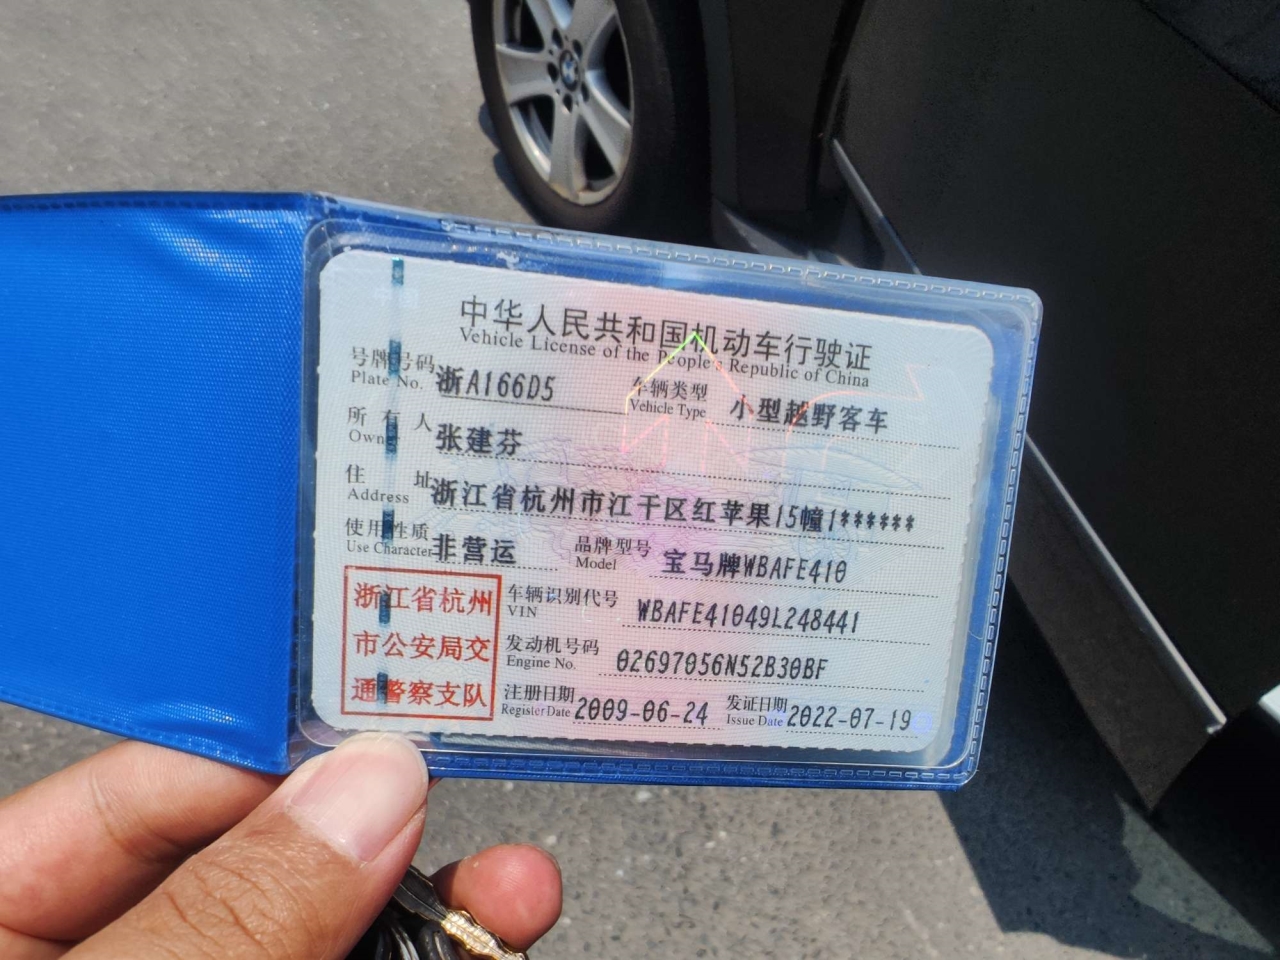 中华人民共和国机动车行驶证
Vehicle License of the People's Republic of China
号牌号码 浙A166D5 车辆类型 小型越野客车
Plate No. Vehicle Type
所有人 张建芬
Owner
住址 浙江省杭州市江干区红苹果15幢1******
Address
使用性质 非营运 品牌型号 宝马牌WBAFE410
Use Character Model
浙江省杭州
市公安局交
通警察支队
车辆识别代号 WBAFE41049L248441
VIN
发动机号码 02697056N52B30BF
Engine No.
注册日期 2009-06-24 发证日期 2022-07-19
Register Date Issue Date